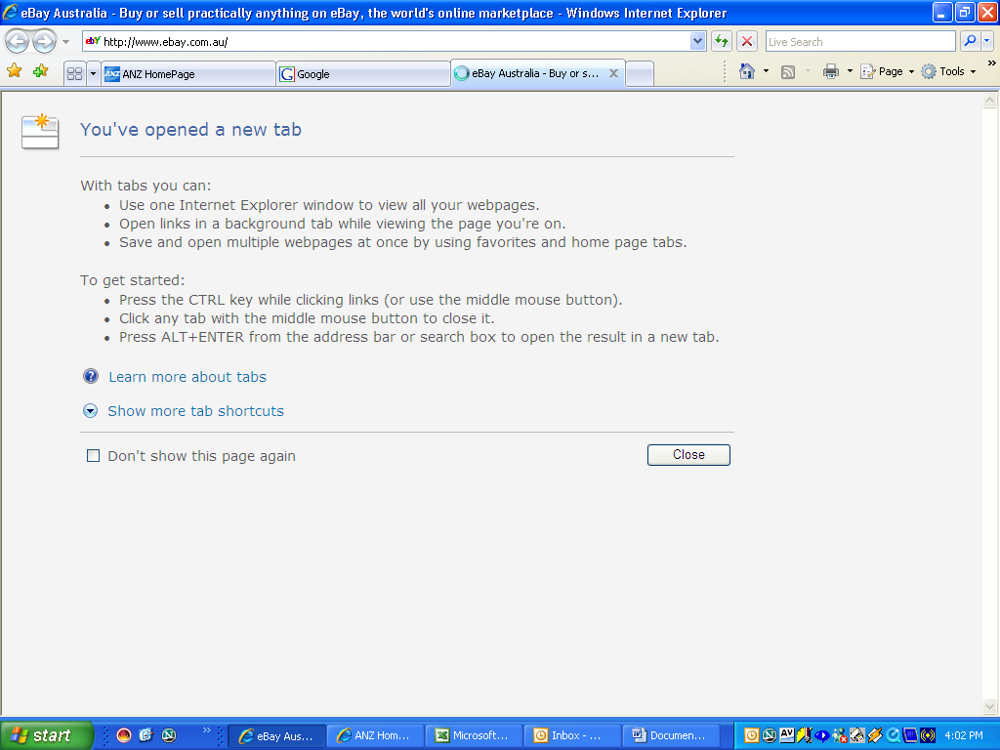 eBay Australia - Buy or sell practically anything on eBay, the world's online marketplace - Windows Internet Explorer
ebY http://www.ebay.com.au/
Live Search
ANZ ANZ HomePage
G Google
eBay Australia - Buy or s...
Page
Tools
You've opened a new tab
With tabs you can:
Use one Internet Explorer window to view all your webpages.
Open links in a background tab while viewing the page you're on.
Save and open multiple webpages at once by using favorites and home page tabs.
To get started:
Press the CTRL key while clicking links (or use the middle mouse button).
Click any tab with the middle mouse button to close it.
Press ALT+ENTER from the address bar or search box to open the result in a new tab.
Learn more about tabs
Show more tab shortcuts
Don't show this page again
Close
start
eBay Aus...
ANZ Hom...
Microsoft...
Inbox - ...
Documen...
AV
4:02 PM